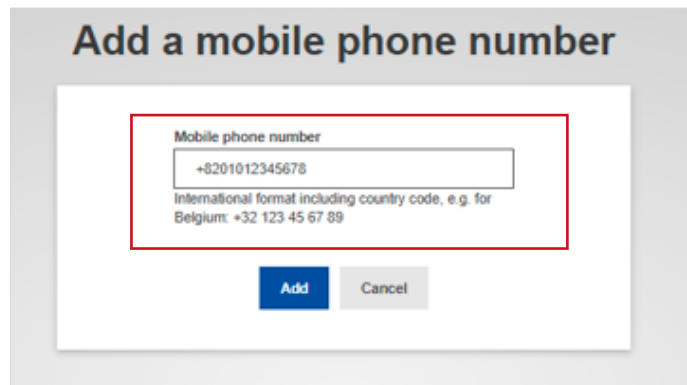 Add a mobile phone number
Mobile phone number
+8201012345678
International format including country code, e.g. for
Belgium: +32 123 45 67 89
Add
Cancel